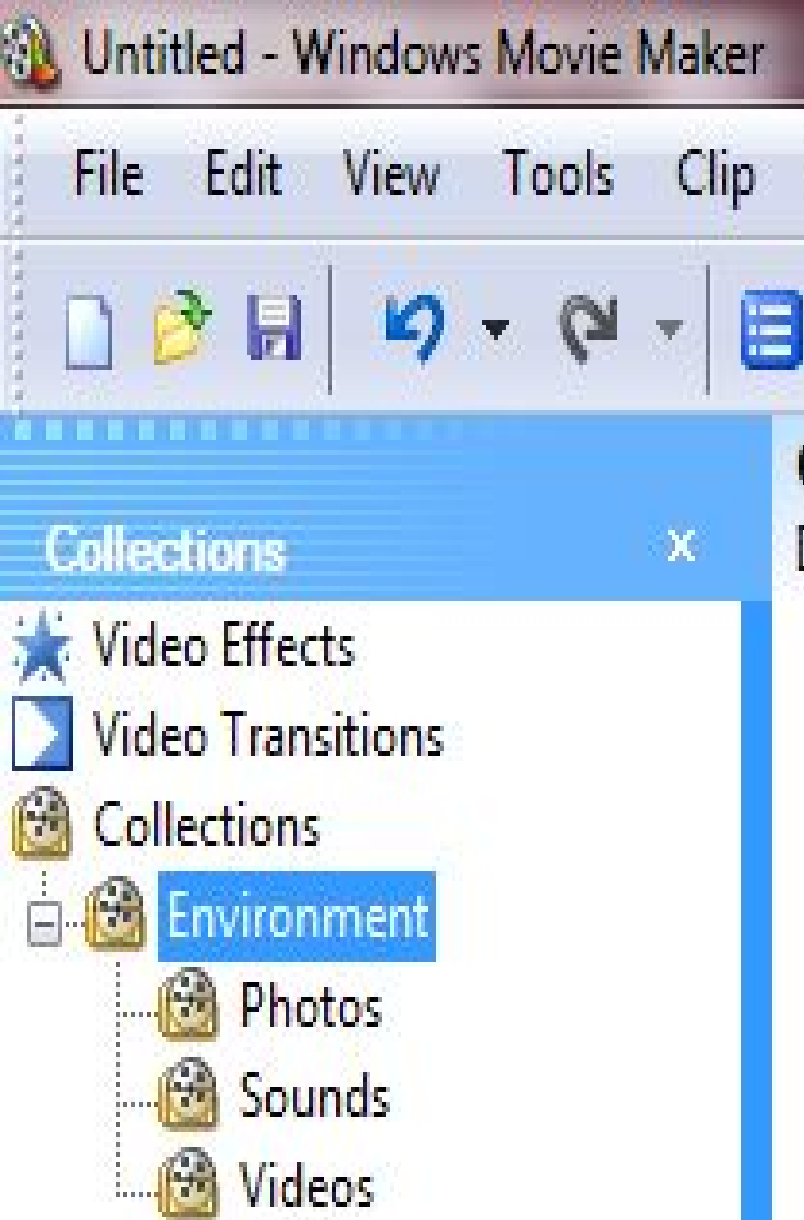 Untitled - Windows Movie Maker
File Edit View Tools Clip
Collections x
Video Effects
Video Transitions
Collections
Environment
Photos
Sounds
Videos